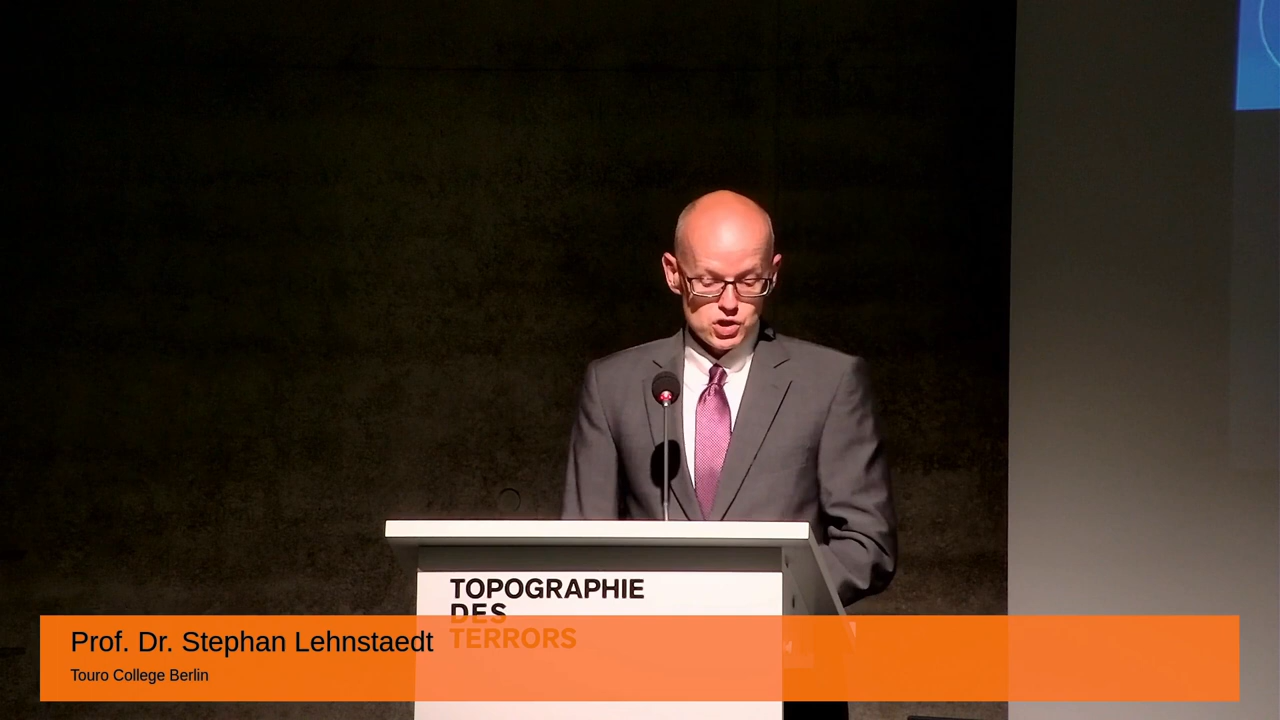 TOPOGRAPHIE
DES
TERRORS
Prof. Dr. Stephan Lehnstaedt
Touro College Berlin